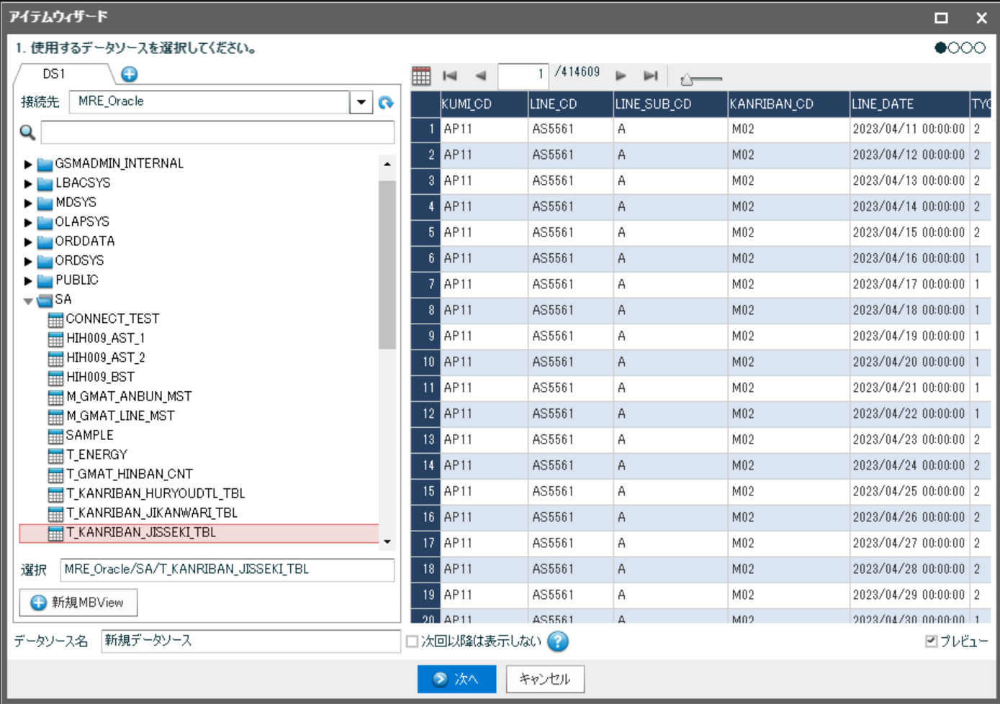 アイテムウィザード
1. 使用するデータソースを選択してください。
DS1
接続先 MRE_Oracle
GSMADMIN_INTERNAL
LBACSYS
MDSYS
OLAPSYS
ORDDATA
ORDSYS
PUBLIC
SA
CONNECT_TEST
HIH009_AST_1
HIH009_AST_2
HIH009_BST
M_GMAT_ANBUN_MST
M_GMAT_LINE_MST
SAMPLE
T_ENERGY
T_GMAT_HINBAN_CNT
T_KANRIBAN_HURYOUDTL_TBL
T_KANRIBAN_JIKANWARI_TBL
T_KANRIBAN_JISSEKI_TBL
選択 MRE_Oracle/SA/T_KANRIBAN_JISSEKI_TBL
新規MBView
データソース名 新規データソース
1 /414609
KUMI_CD LINE_CD LINE_SUB_CD KANRIBAN_CD LINE_DATE TYO
1 AP11 AS5561 A M02 2023/04/11 00:00:00 2
2 AP11 AS5561 A M02 2023/04/12 00:00:00 2
3 AP11 AS5561 A M02 2023/04/13 00:00:00 2
4 AP11 AS5561 A M02 2023/04/14 00:00:00 2
5 AP11 AS5561 A M02 2023/04/15 00:00:00 2
6 AP11 AS5561 A M02 2023/04/16 00:00:00 1
7 AP11 AS5561 A M02 2023/04/17 00:00:00 1
8 AP11 AS5561 A M02 2023/04/18 00:00:00 1
9 AP11 AS5561 A M02 2023/04/19 00:00:00 1
10 AP11 AS5561 A M02 2023/04/20 00:00:00 1
11 AP11 AS5561 A M02 2023/04/21 00:00:00 1
12 AP11 AS5561 A M02 2023/04/22 00:00:00 1
13 AP11 AS5561 A M02 2023/04/23 00:00:00 2
14 AP11 AS5561 A M02 2023/04/24 00:00:00 2
15 AP11 AS5561 A M02 2023/04/25 00:00:00 2
16 AP11 AS5561 A M02 2023/04/26 00:00:00 2
17 AP11 AS5561 A M02 2023/04/27 00:00:00 2
18 AP11 AS5561 A M02 2023/04/28 00:00:00 2
19 AP11 AS5561 A M02 2023/04/29 00:00:00 2
20 AP11 AS5561 A M02 2023/04/30 00:00:00 1
次回以降は表示しない ?
プレビュー
次へ キャンセル